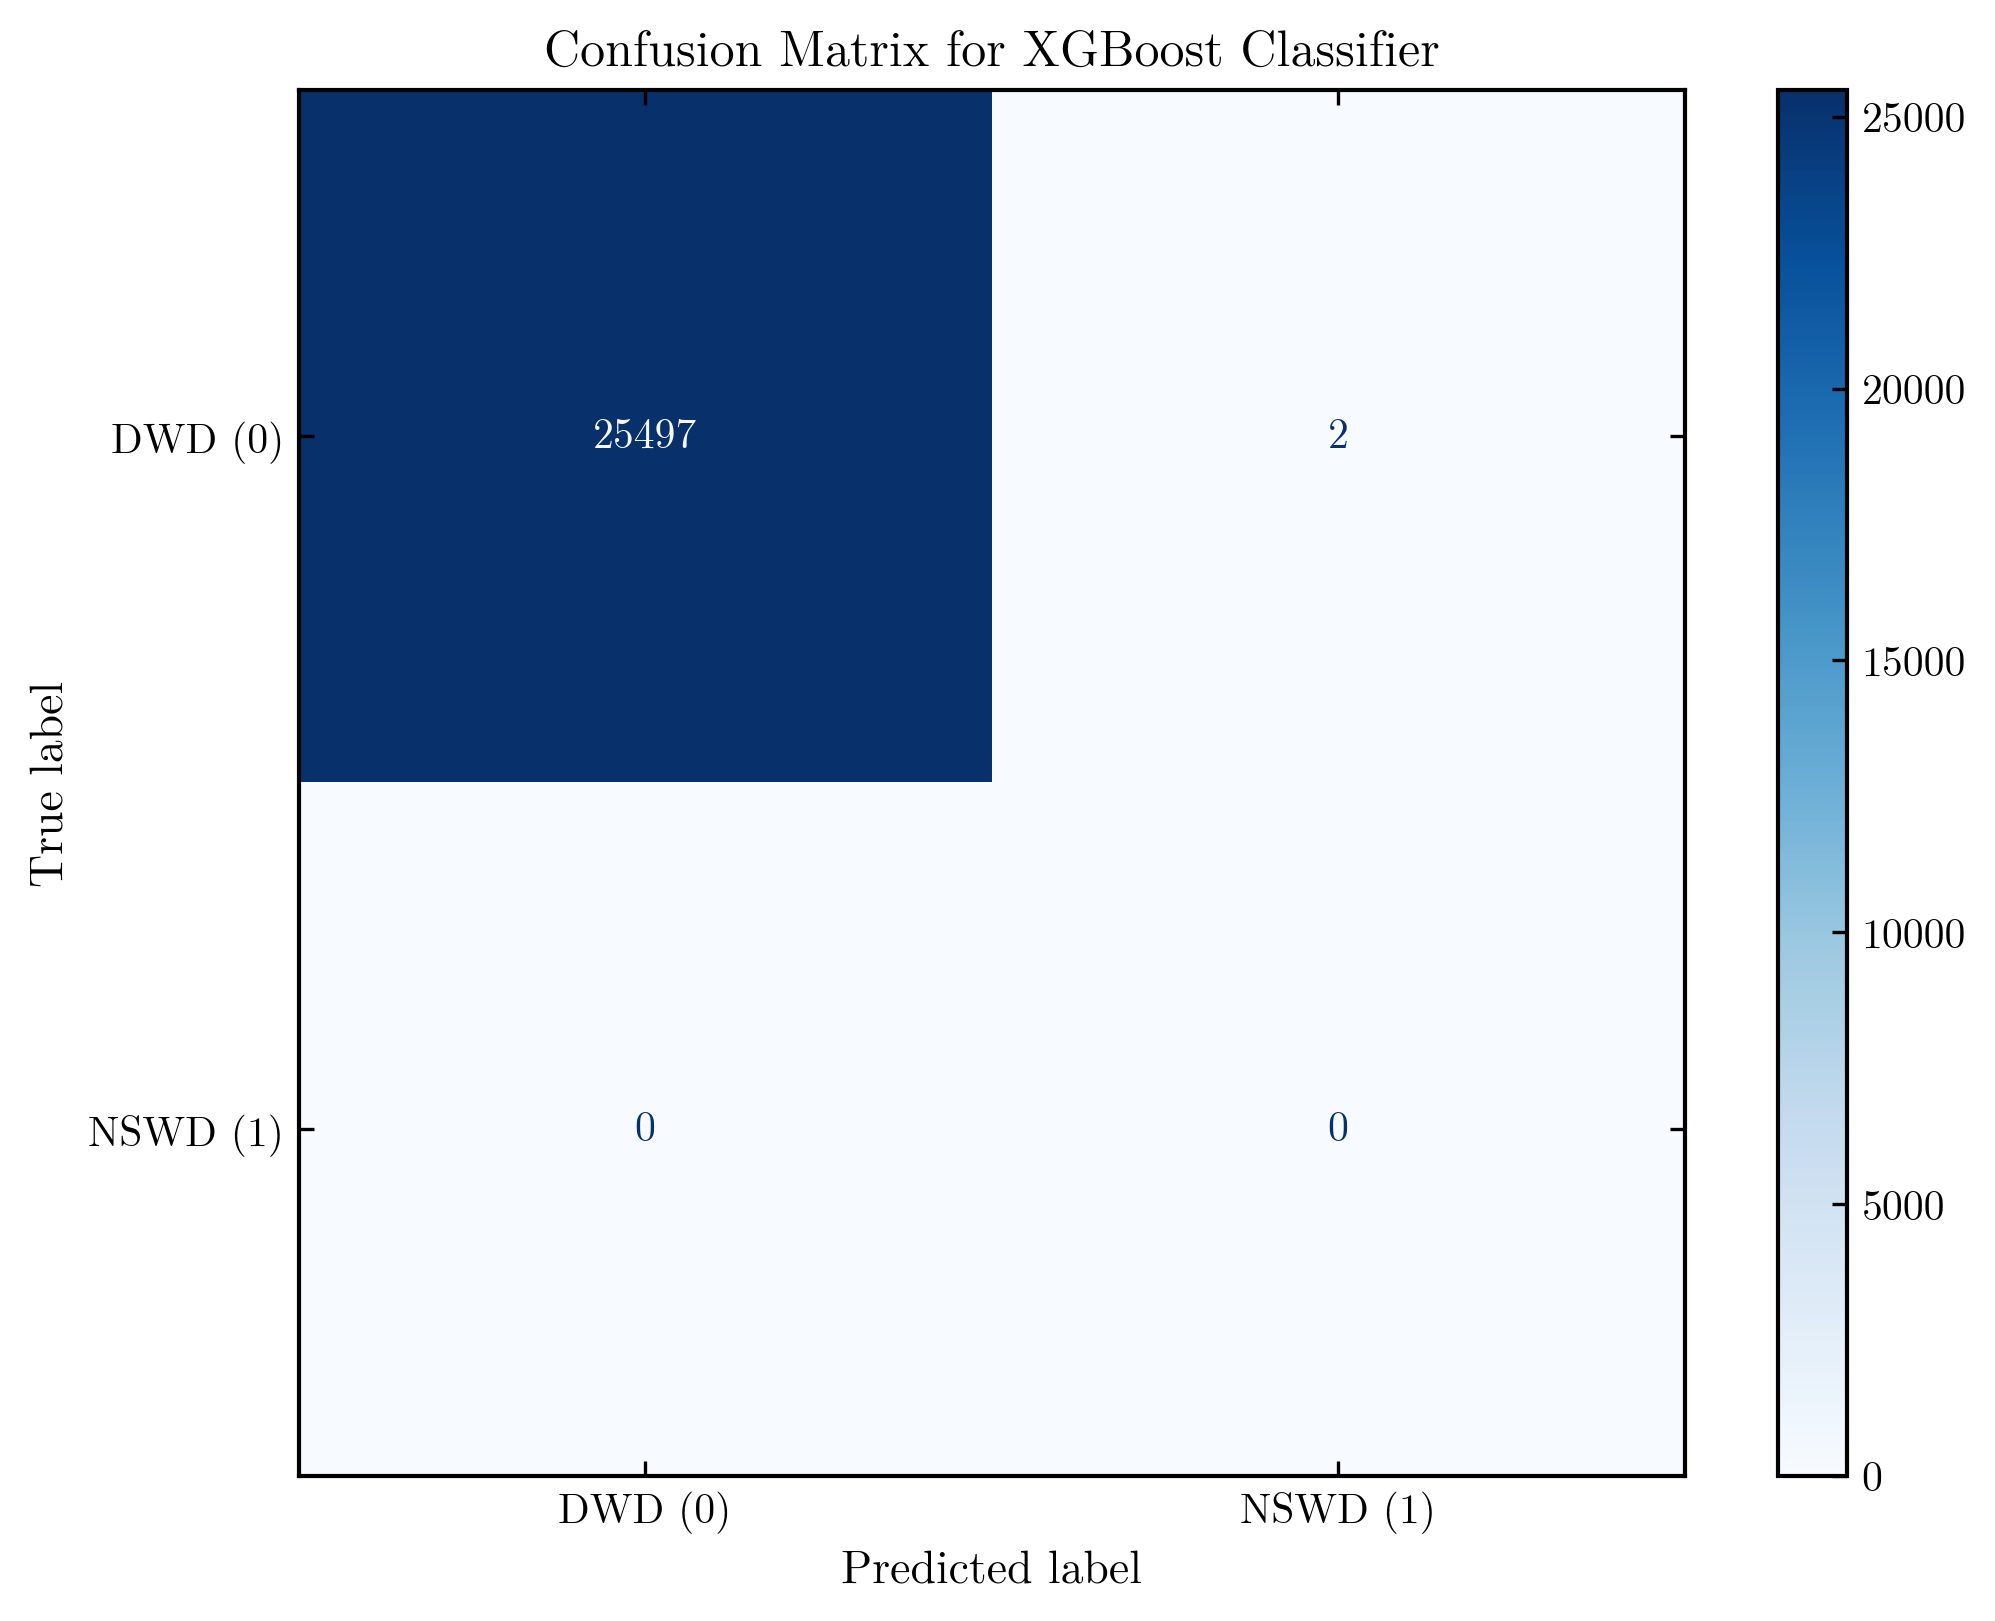 Confusion Matrix for XGBoost Classifier
25000
20000
15000
10000
5000
0
True label
DWD (0)
25497
2
NSWD (1)
0
0
DWD (0)
NSWD (1)
Predicted label